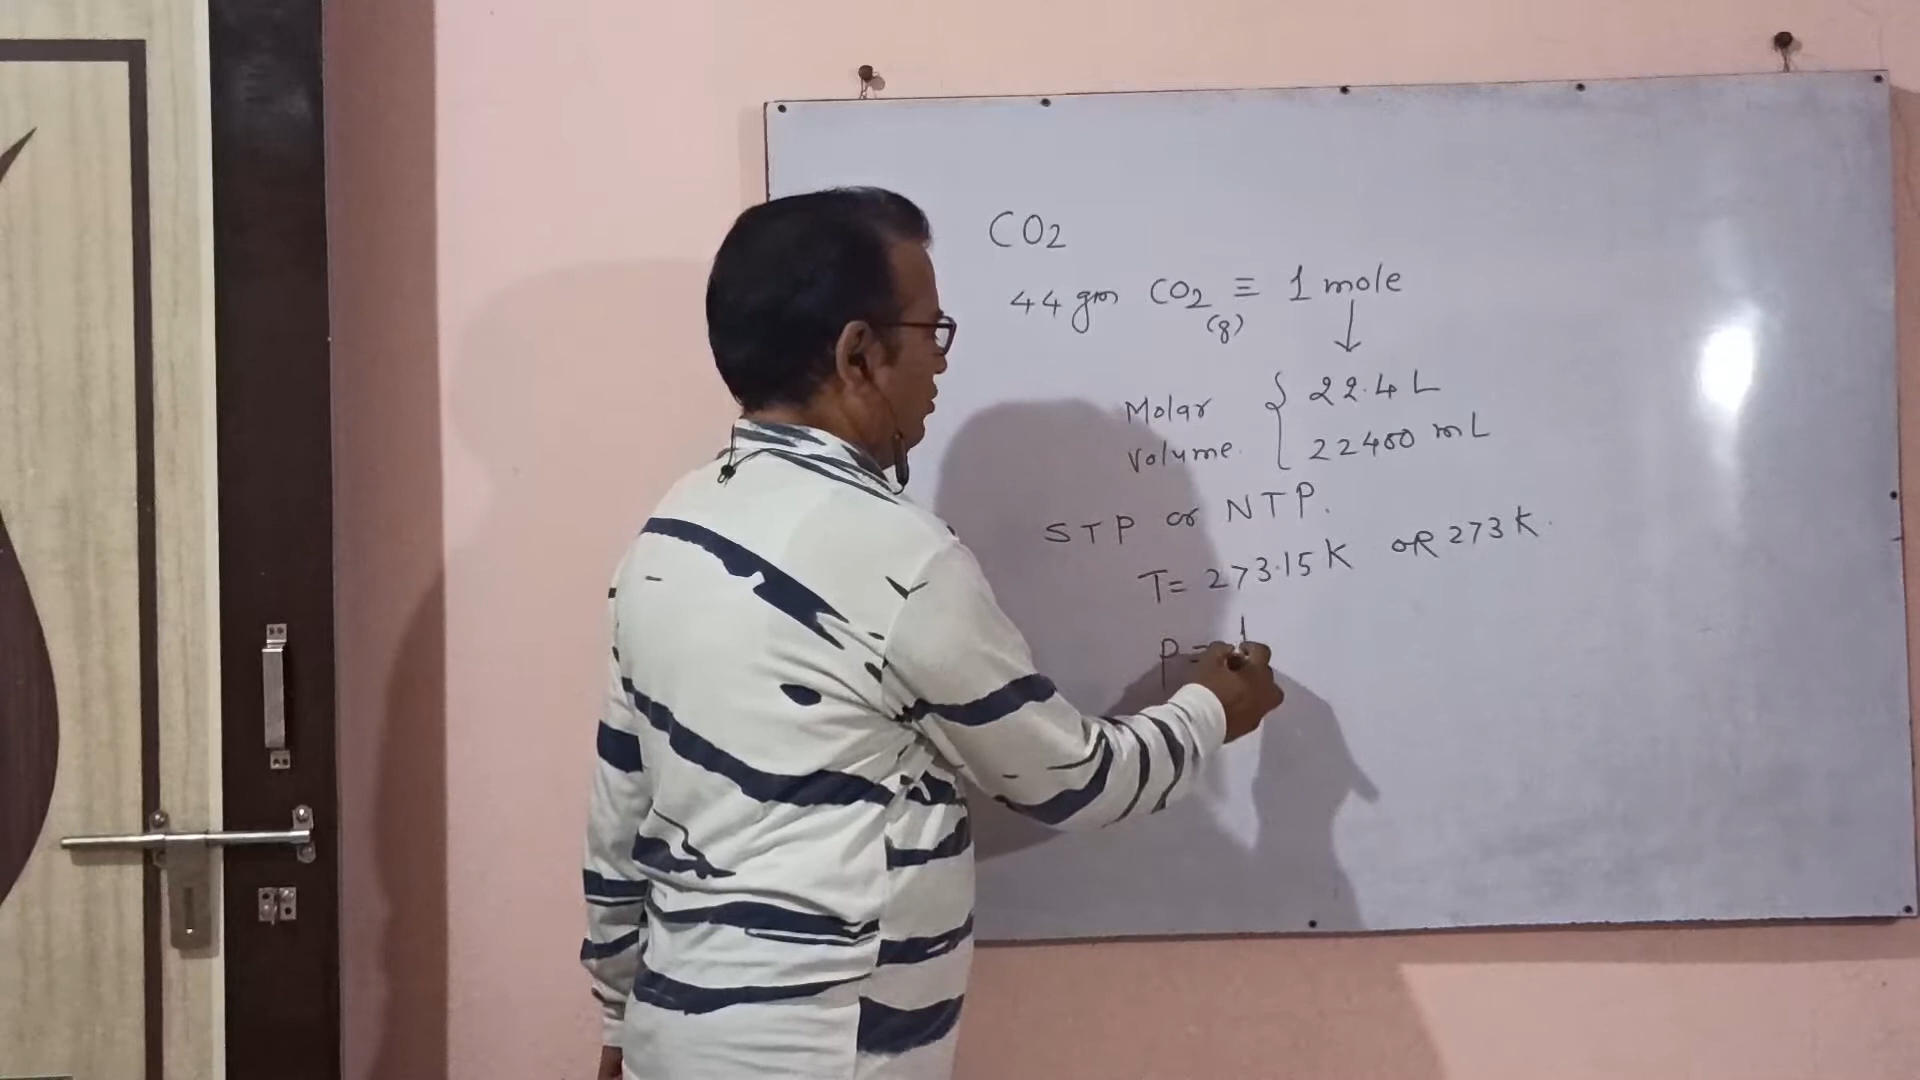 CO2
44 gm CO2 ≡ 1 mole
(g)
↓
Molar { 22.4 L
Volume. 22400 mL
STP or NTP.
T= 273.15 K OR 273 K.
P = 1